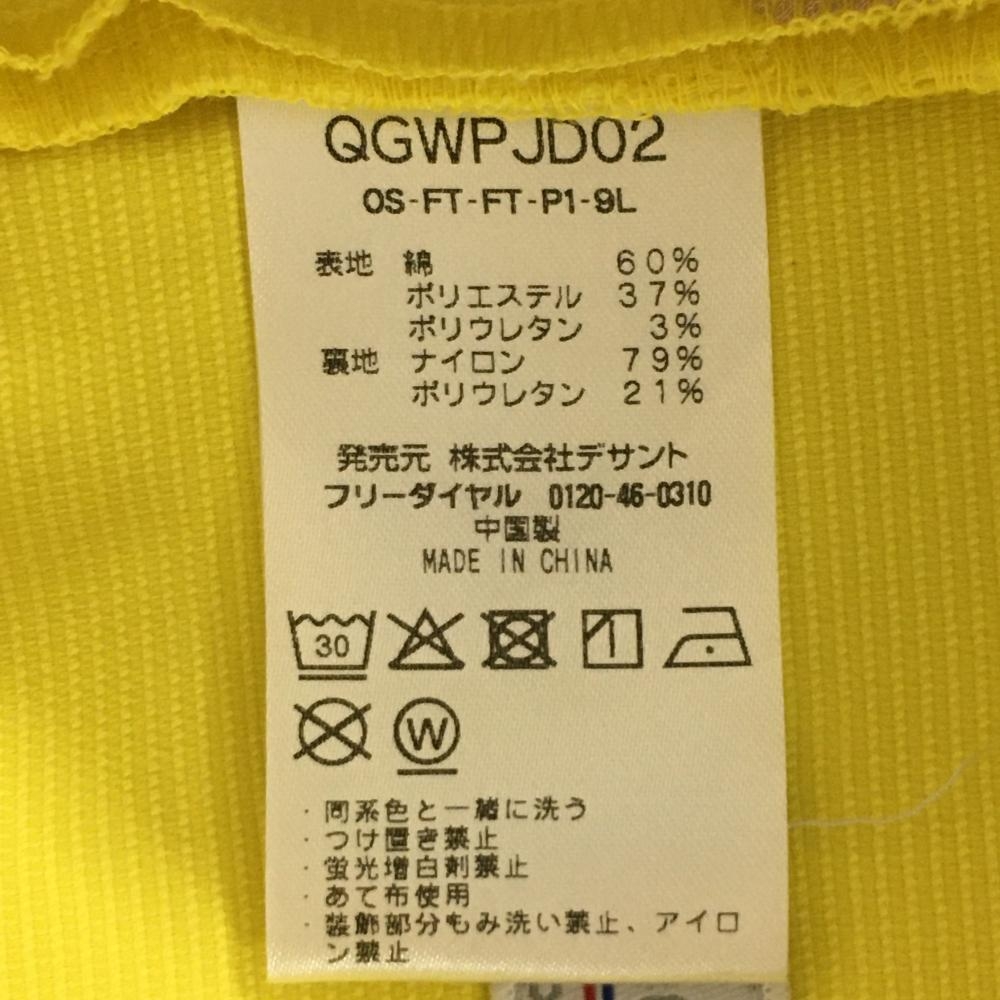 QGWPJD02
OS-FT-FT-P1-9L
表地 綿 60%
ポリエステル 37%
ポリウレタン 3%
裏地 ナイロン 79%
ポリウレタン 21%
発売元 株式会社デサント
フリーダイヤル 0120-46-0310
中国製
MADE IN CHINA
30
W
・同系色と一緒に洗う
・つけ置き禁止
・蛍光増白剤禁止
・あて布使用
・装飾部分もみ洗い禁止、アイロ
ン禁止